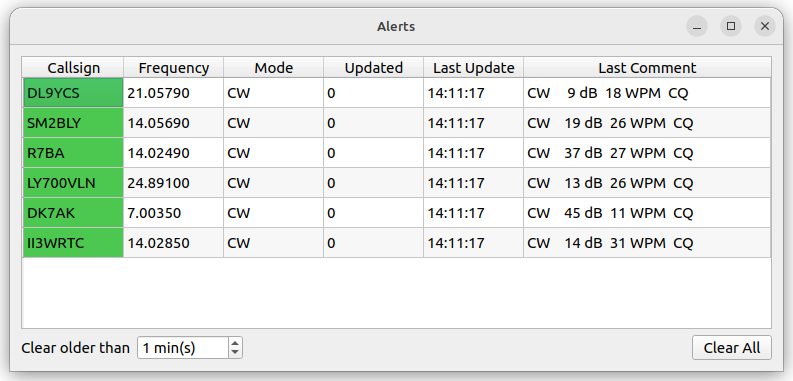 Alerts
Callsign Frequency Mode Updated Last Update Last Comment
DL9YCS 21.05790 CW 0 14:11:17 CW 9 dB 18 WPM CQ
SM2BLY 14.05690 CW 0 14:11:17 CW 19 dB 26 WPM CQ
R7BA 14.02490 CW 0 14:11:17 CW 37 dB 27 WPM CQ
LY700VLN 24.89100 CW 0 14:11:17 CW 13 dB 26 WPM CQ
DK7AK 7.00350 CW 0 14:11:17 CW 45 dB 11 WPM CQ
II3WRTC 14.02850 CW 0 14:11:17 CW 14 dB 31 WPM CQ
Clear older than 1 min(s) Clear All